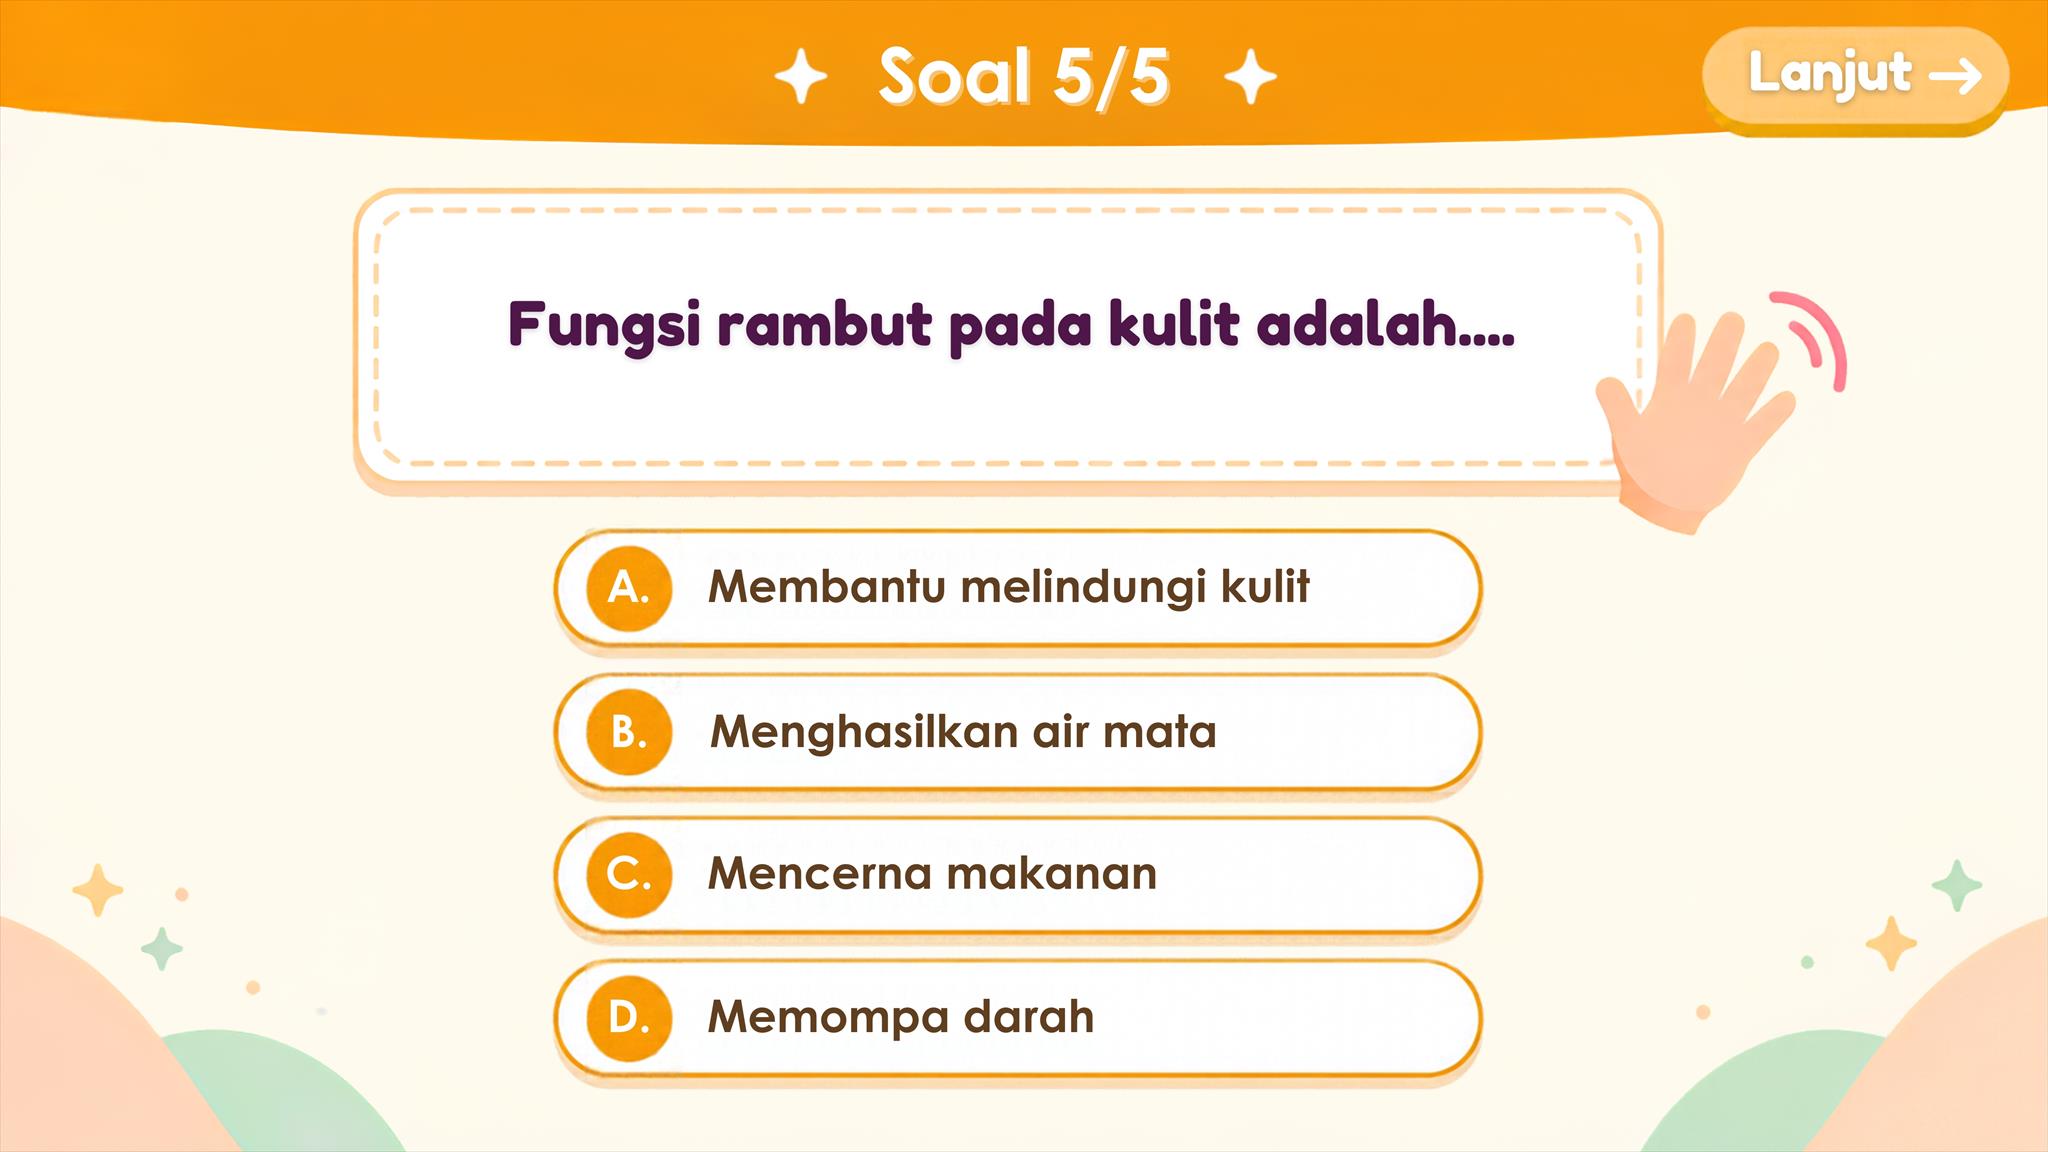 Soal 5/5
Lanjut →
Fungsi rambut pada kulit adalah....
A. Membantu melindungi kulit
B. Menghasilkan air mata
C. Mencerna makanan
D. Memompa darah